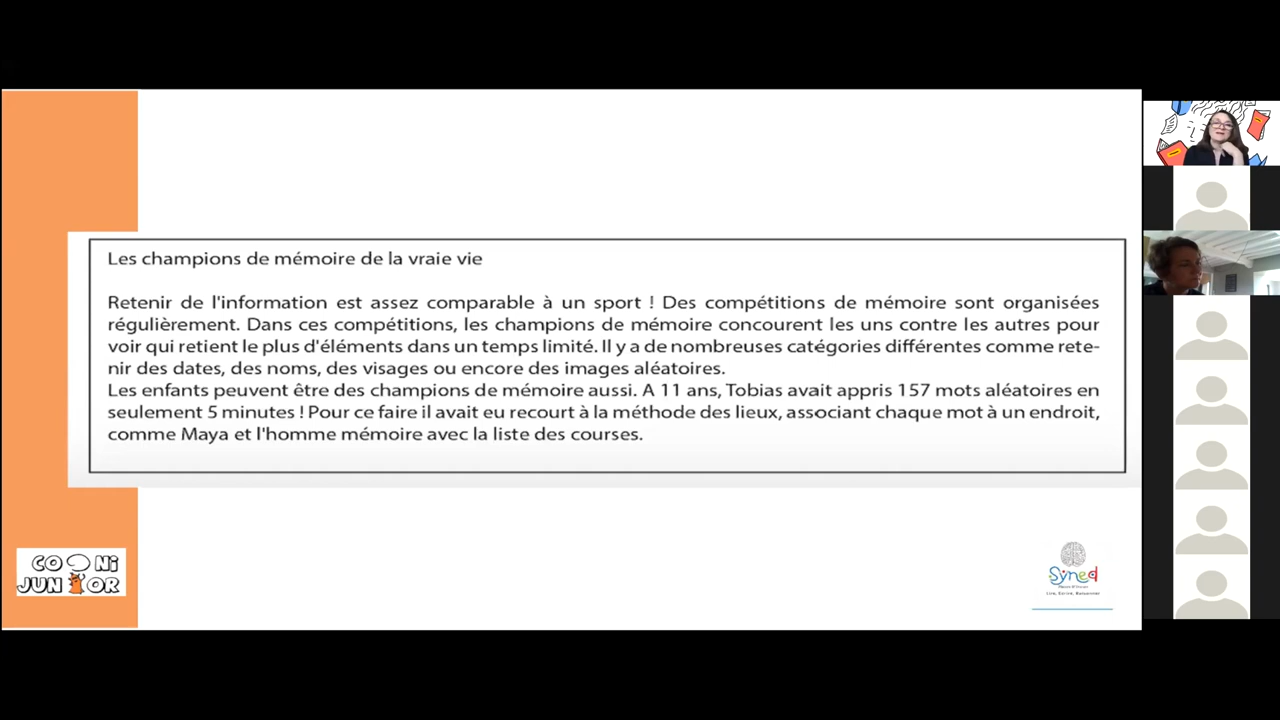 Les champions de mémoire de la vraie vie
Retenir de l'information est assez comparable à un sport ! Des compétitions de mémoire sont organisées
régulièrement. Dans ces compétitions, les champions de mémoire concourent les uns contre les autres pour
voir qui retient le plus d'éléments dans un temps limité. Il y a de nombreuses catégories différentes comme rete-
nir des dates, des noms, des visages ou encore des images aléatoires.
Les enfants peuvent être des champions de mémoire aussi. A 11 ans, Tobias avait appris 157 mots aléatoires en
seulement 5 minutes ! Pour ce faire il avait eu recourt à la méthode des lieux, associant chaque mot à un endroit,
comme Maya et l'homme mémoire avec la liste des courses.
COGNI
JUNIOR
Syned